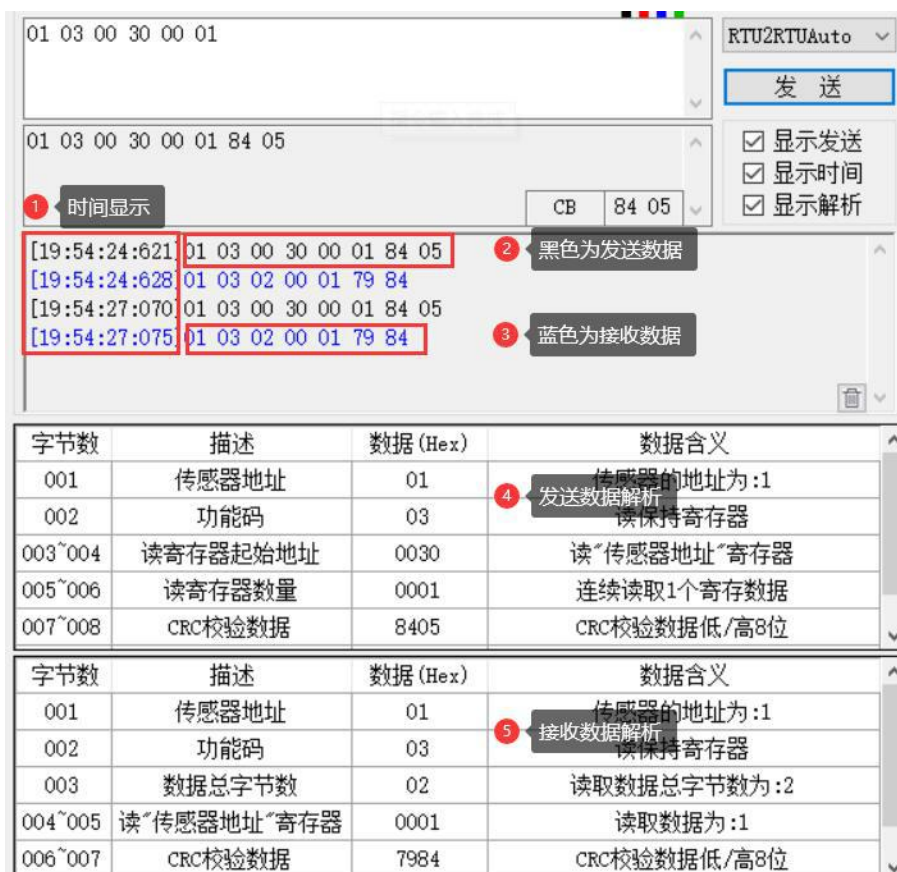 01 03 00 30 00 01
RTU2RTUAuto
发 送
01 03 00 30 00 01 84 05
CB 84 05
显示发送
显示时间
显示解析
1 时间显示
[19:54:24:621]01 03 00 30 00 01 84 05
2 黑色为发送数据
[19:54:24:628]01 03 02 00 01 79 84
[19:54:27:070]01 03 00 30 00 01 84 05
[19:54:27:075]01 03 02 00 01 79 84
3 蓝色为接收数据
字节数 描述 数据(Hex) 数据含义
001 传感器地址 01 传感器的地址为:1
4 发送数据解析
002 功能码 03 读保持寄存器
003~004 读寄存器起始地址 0030 读"传感器地址"寄存器
005~006 读寄存器数量 0001 连续读取1个寄存数据
007~008 CRC校验数据 8405 CRC校验数据低/高8位
字节数 描述 数据(Hex) 数据含义
001 传感器地址 01 传感器的地址为:1
5 接收数据解析
002 功能码 03 读保持寄存器
003 数据总字节数 02 读取数据总字节数为:2
004~005 读"传感器地址"寄存器 0001 读取数据为:1
006~007 CRC校验数据 7984 CRC校验数据低/高8位